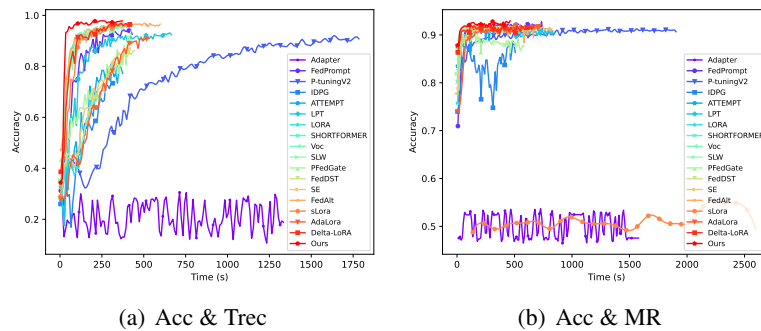 1.0
0.8
0.6
0.4
0.2
Accuracy
0 250 500 750 1000 1250 1500 1750
Time (s)
Adapter
FedPrompt
P-tuningV2
IDPG
ATTEMPT
LPT
LORA
SHORTFORMER
Voc
SLW
PFedGate
FedDST
SE
FedAlt
sLora
AdaLora
Delta-LoRA
Ours
(a) Acc & Trec
0.9
0.8
0.7
0.6
0.5
Accuracy
0 500 1000 1500 2000 2500
Time (s)
Adapter
FedPrompt
P-tuningV2
IDPG
ATTEMPT
LPT
LORA
SHORTFORMER
Voc
SLW
PFedGate
FedDST
SE
FedAlt
sLora
AdaLora
Delta-LoRA
Ours
(b) Acc & MR